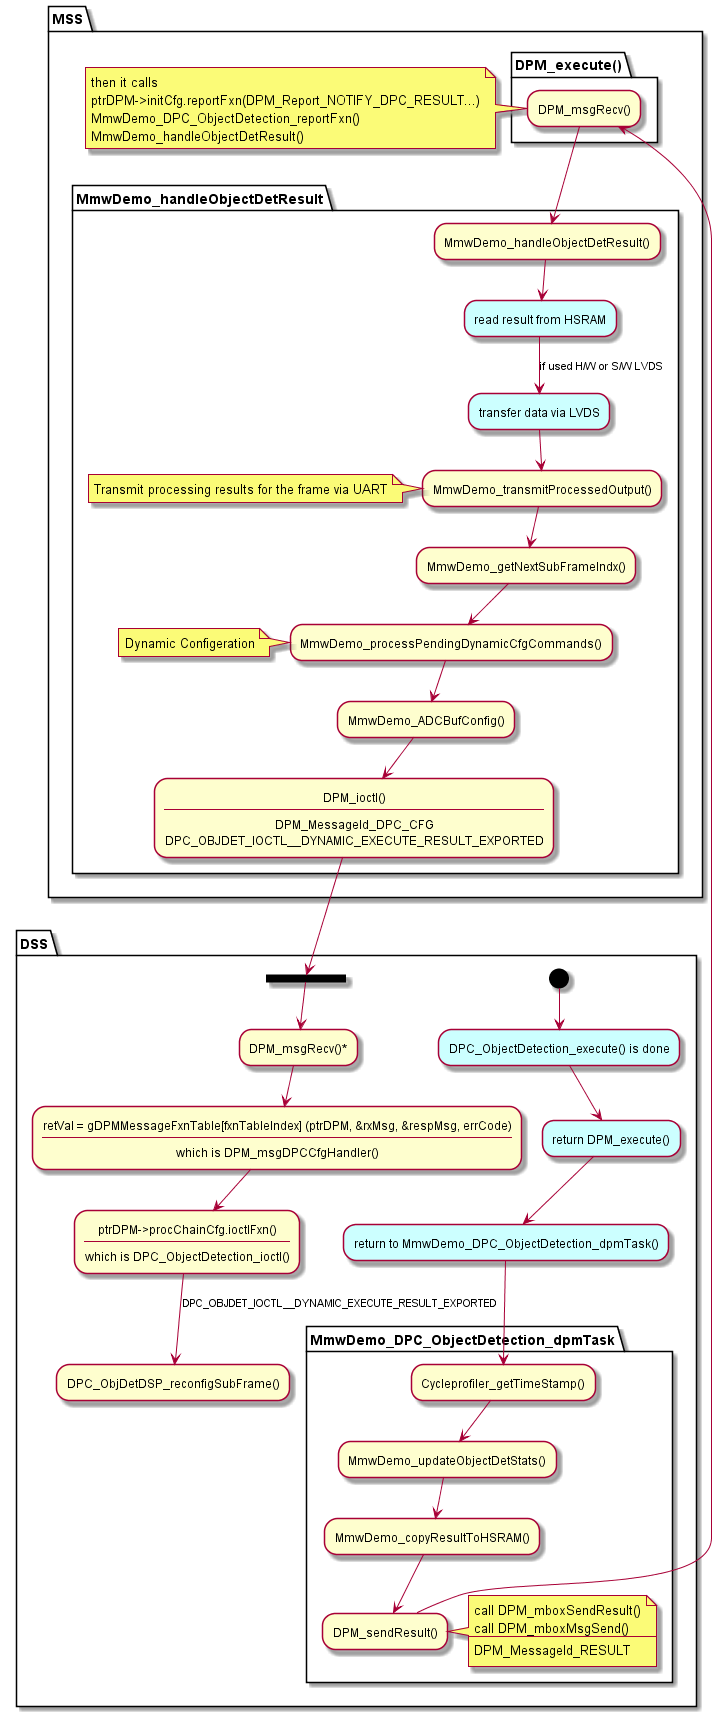 MSS
DPM_execute()
then it calls
ptrDPM->initCfg.reportFxn(DPM_Report_NOTIFY_DPC_RESULT...)
MmwDemo_DPC_ObjectDetection_reportFxn()
MmwDemo_handleObjectDetResult()
DPM_msgRecv()
MmwDemo_handleObjectDetResult
MmwDemo_handleObjectDetResult()
read result from HSRAM
if used H/W or S/W LVDS
transfer data via LVDS
Transmit processing results for the frame via UART
MmwDemo_transmitProcessedOutput()
MmwDemo_getNextSubFrameIndx()
Dynamic Configeration
MmwDemo_processPendingDynamicCfgCommands()
MmwDemo_ADCBufConfig()
DPM_ioctl()
DPM_MessageId_DPC_CFG
DPC_OBJDET_IOCTL__DYNAMIC_EXECUTE_RESULT_EXPORTED
DSS
DPM_msgRecv()*
DPC_ObjectDetection_execute() is done
retVal = gDPMMessageFxnTable[fxnTableIndex] (ptrDPM, &rxMsg, &respMsg, errCode)
which is DPM_msgDPCCfgHandler()
return DPM_execute()
ptrDPM->procChainCfg.ioctlFxn()
which is DPC_ObjectDetection_ioctl()
return to MmwDemo_DPC_ObjectDetection_dpmTask()
DPC_OBJDET_IOCTL__DYNAMIC_EXECUTE_RESULT_EXPORTED
MmwDemo_DPC_ObjectDetection_dpmTask
DPC_ObjDetDSP_reconfigSubFrame()
Cycleprofiler_getTimeStamp()
MmwDemo_updateObjectDetStats()
MmwDemo_copyResultToHSRAM()
DPM_sendResult()
call DPM_mboxSendResult()
call DPM_mboxMsgSend()
DPM_MessageId_RESULT